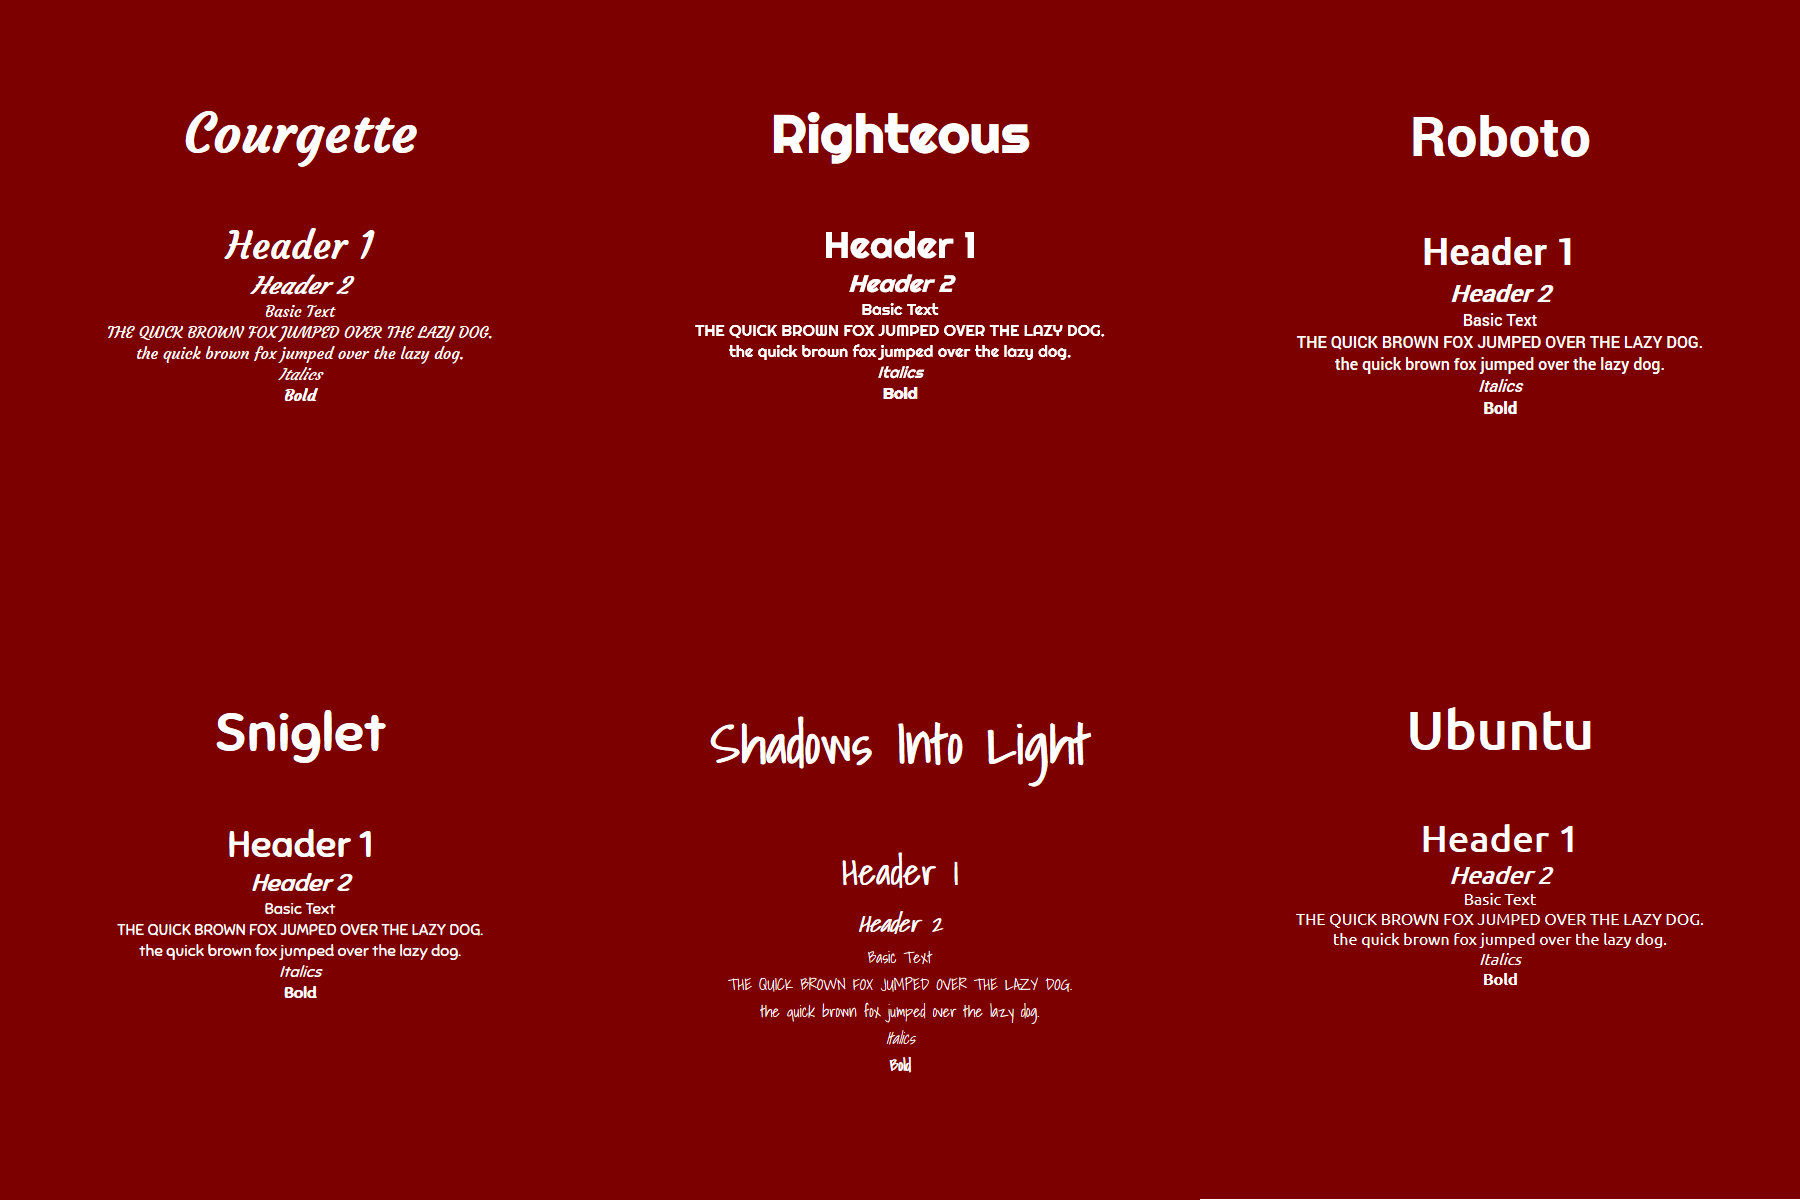 Courgette
Header 1
Header 2
Basic Text
THE QUICK BROWN FOX JUMPED OVER THE LAZY DOG.
the quick brown fox jumped over the lazy dog.
Italics
Bold
Righteous
Header 1
Header 2
Basic Text
THE QUICK BROWN FOX JUMPED OVER THE LAZY DOG.
the quick brown fox jumped over the lazy dog.
Italics
Bold
Roboto
Header 1
Header 2
Basic Text
THE QUICK BROWN FOX JUMPED OVER THE LAZY DOG.
the quick brown fox jumped over the lazy dog.
Italics
Bold
Sniglet
Header 1
Header 2
Basic Text
THE QUICK BROWN FOX JUMPED OVER THE LAZY DOG.
the quick brown fox jumped over the lazy dog.
Italics
Bold
Shadows Into Light
Header 1
Header 2
Basic Text
THE QUICK BROWN FOX JUMPED OVER THE LAZY DOG.
the quick brown fox jumped over the lazy dog.
Italics
Bold
Ubuntu
Header 1
Header 2
Basic Text
THE QUICK BROWN FOX JUMPED OVER THE LAZY DOG.
the quick brown fox jumped over the lazy dog.
Italics
Bold